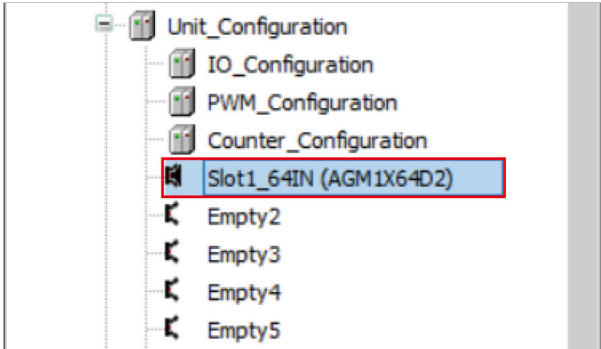 Unit_Configuration
IO_Configuration
PWM_Configuration
Counter_Configuration
Slot1_64IN (AGM1X64D2)
Empty2
Empty3
Empty4
Empty5